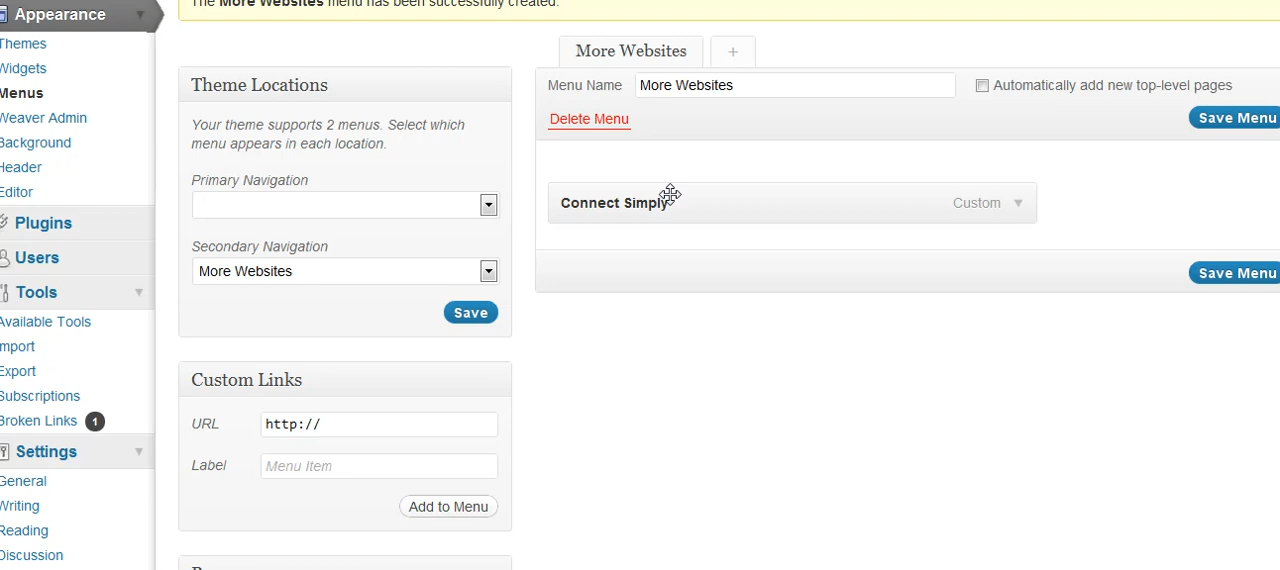 Appearance
Themes
Widgets
Menus
Weaver Admin
Background
Header
Editor
Plugins
Users
Tools
Available Tools
Import
Export
Subscriptions
Broken Links 1
Settings
General
Writing
Reading
Discussion
The More Websites menu has been successfully created.
Theme Locations
Your theme supports 2 menus. Select which
menu appears in each location.
Primary Navigation
Secondary Navigation
More Websites
Save
Custom Links
URL http://
Label Menu Item
Add to Menu
More Websites +
Menu Name More Websites Automatically add new top-level pages
Delete Menu Save Menu
Connect Simply Custom
Save Menu